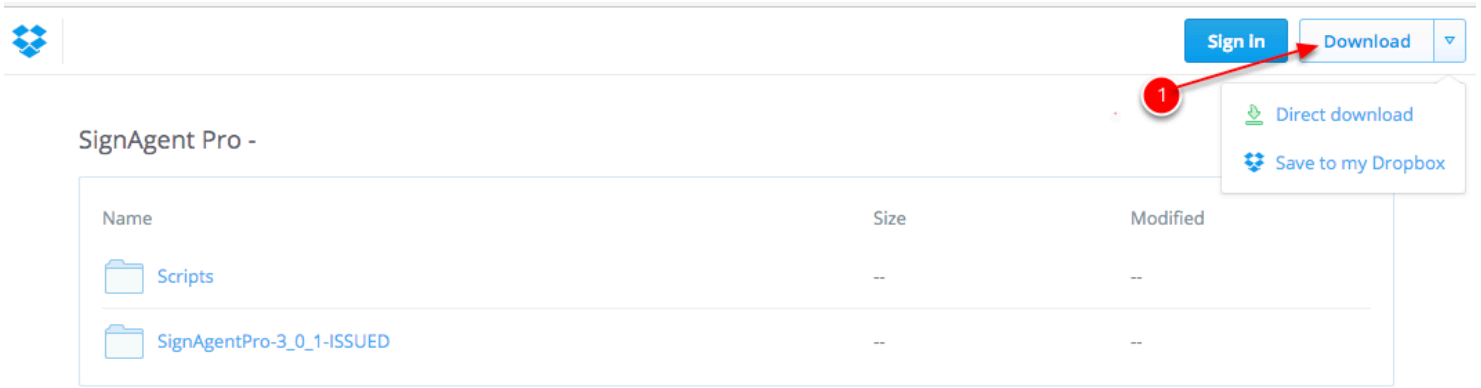 Sign in Download
1
Direct download
SignAgent Pro -
Save to my Dropbox
Name Size Modified
Scripts -- --
SignAgentPro-3_0_1-ISSUED -- --